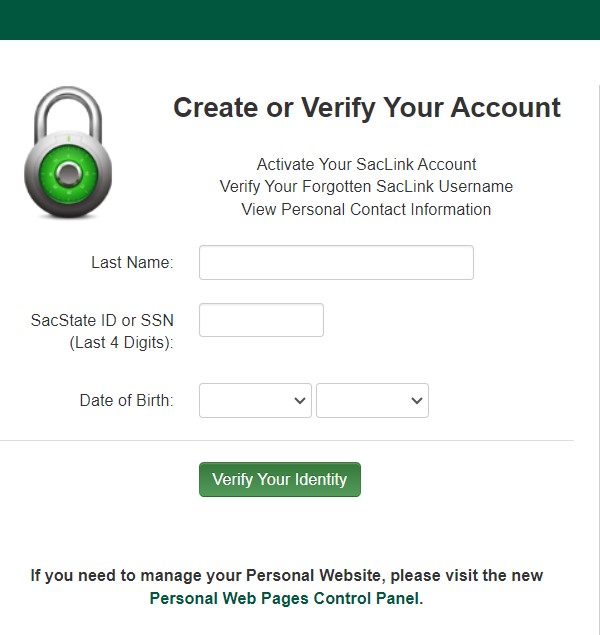 Create or Verify Your Account
Activate Your SacLink Account
Verify Your Forgotten SacLink Username
View Personal Contact Information
Last Name:
SacState ID or SSN
(Last 4 Digits):
Date of Birth:
Verify Your Identity
If you need to manage your Personal Website, please visit the new
Personal Web Pages Control Panel.